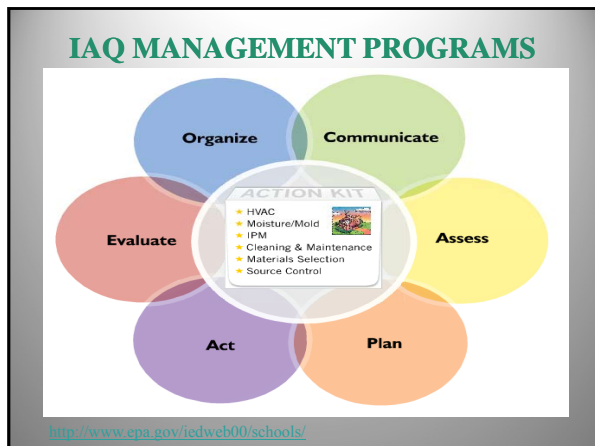 IAQ MANAGEMENT PROGRAMS
Organize
Communicate
Evaluate
ACTION KIT
★ HVAC
★ Moisture/Mold
★ IPM
★ Cleaning & Maintenance
★ Materials Selection
★ Source Control
Assess
Act
Plan
http://www.epa.gov/iedweb00/schools/